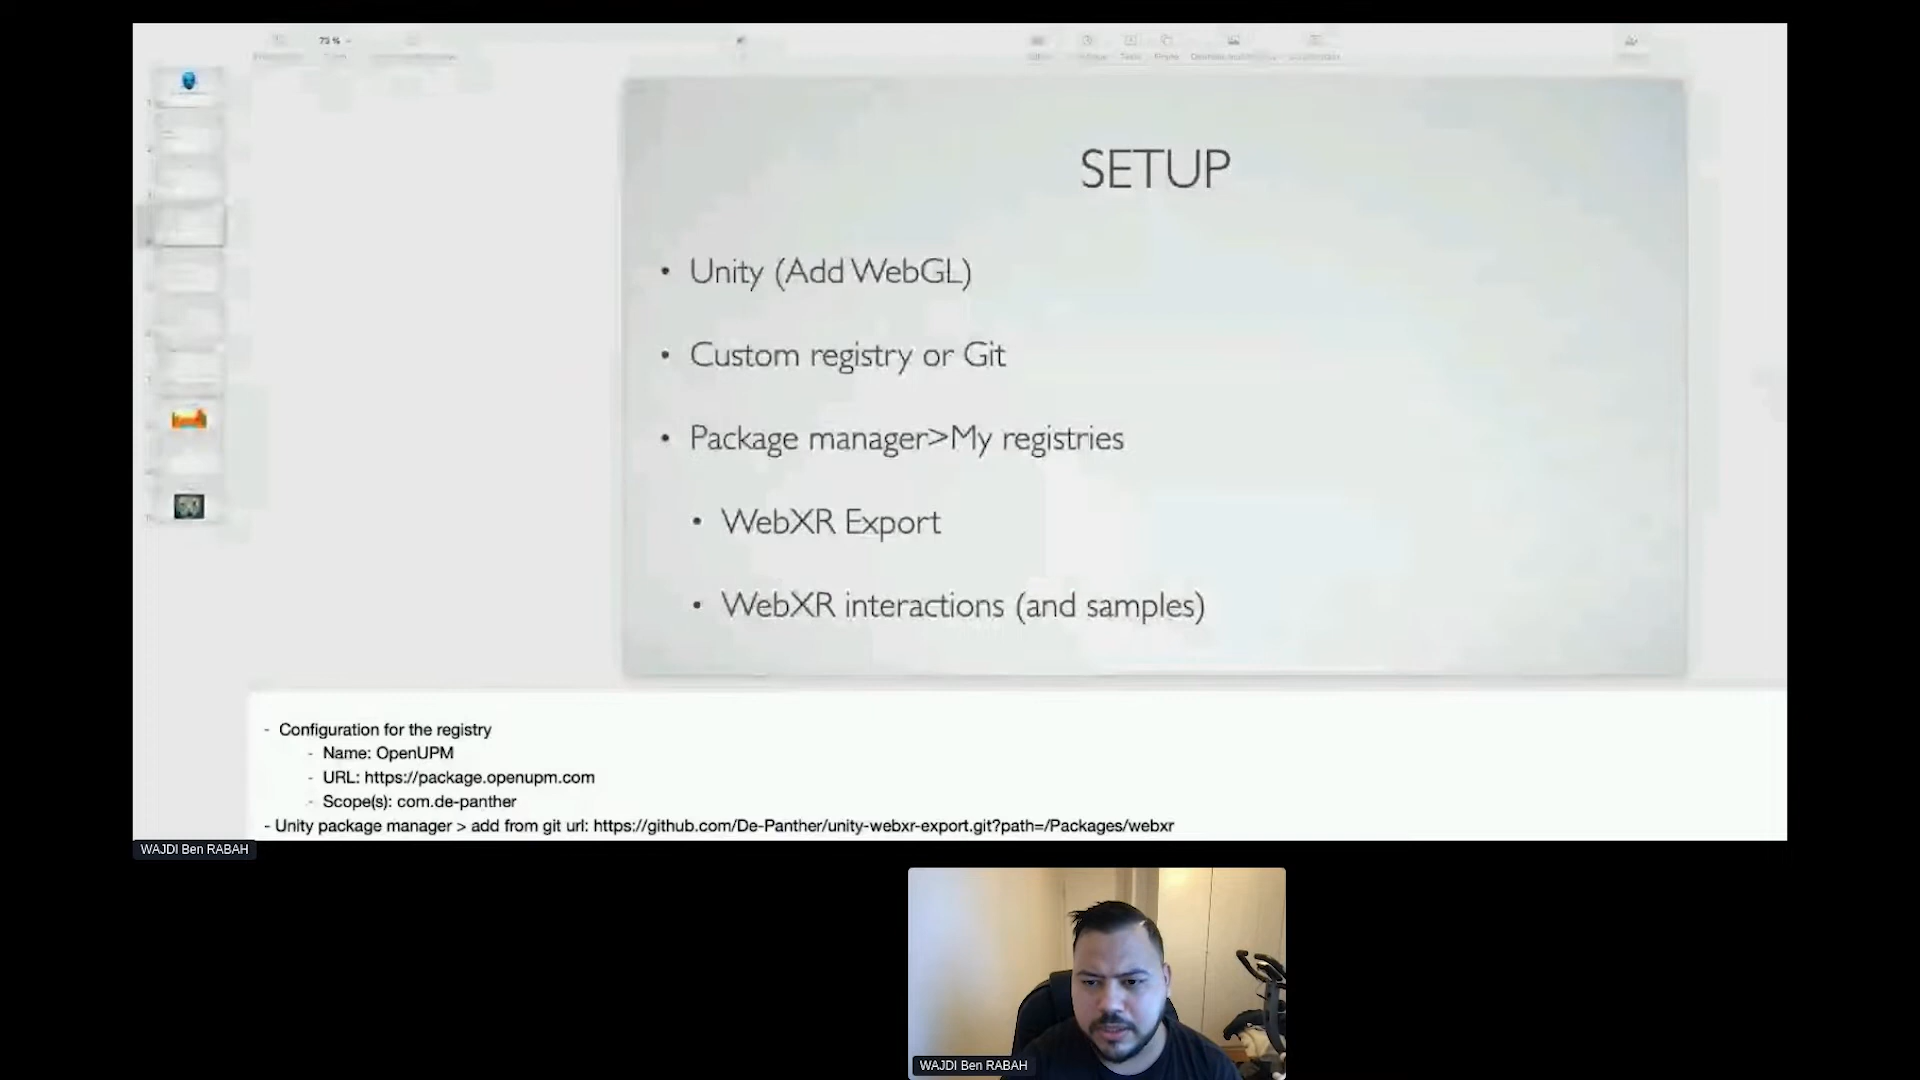 75 %
SETUP
• Unity (Add WebGL)
• Custom registry or Git
• Package manager>My registries
• WebXR Export
• WebXR interactions (and samples)
- Configuration for the registry
- Name: OpenUPM
- URL: https://package.openupm.com
- Scope(s): com.de-panther
- Unity package manager > add from git url: https://github.com/De-Panther/unity-webxr-export.git?path=/Packages/webxr
WAJDI Ben RABAH
WAJDI Ben RABAH